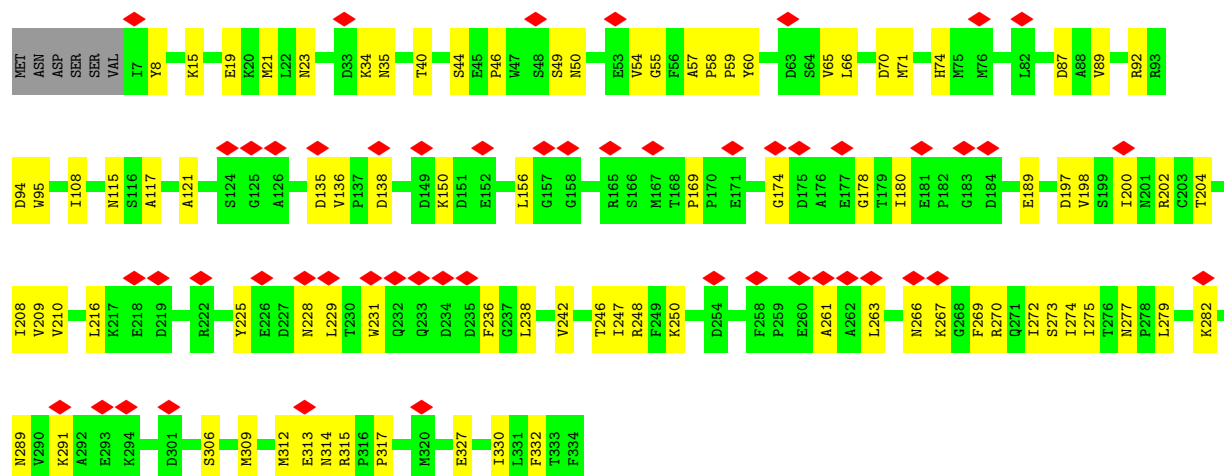 MET ASN ASP SER SER VAL I7 Y8 K15 E19 K20 M21 L22 N23 D33 K34 N35 T40 S44 E45 P46 W47 S48 S49 N50 E53 V54 G55 F56 A57 P58 P59 Y60 D63 S64 V65 L66 D70 M71 H74 M75 M76 L82 D87 A88 V89 R92 R93
D94 W95 I108 N115 S116 A117 A121 S124 G125 A126 D135 V136 P137 D138 D149 K150 D151 E152 L156 G157 G158 R165 S166 M167 T168 P169 P170 E171 G174 D175 A176 E177 G178 T179 I180 E181 P182 G183 D184 E189 D197 V198 S199 I200 N201 R202 C203 T204
I208 V209 V210 L216 K217 E218 D219 R222 Y225 E226 D227 N228 L229 T230 W231 Q232 Q233 D234 D235 F236 G237 L238 V242 T246 I247 R248 F249 K250 D254 F258 P259 E260 A261 A262 L263 N266 K267 G268 F269 R270 Q271 I272 S273 I274 I275 T276 N277 P278 L279 K282
N289 V290 K291 A292 E293 K294 D301 S306 M309 M312 E313 N314 R315 P316 P317 M320 E327 I330 L331 F332 T333 F334